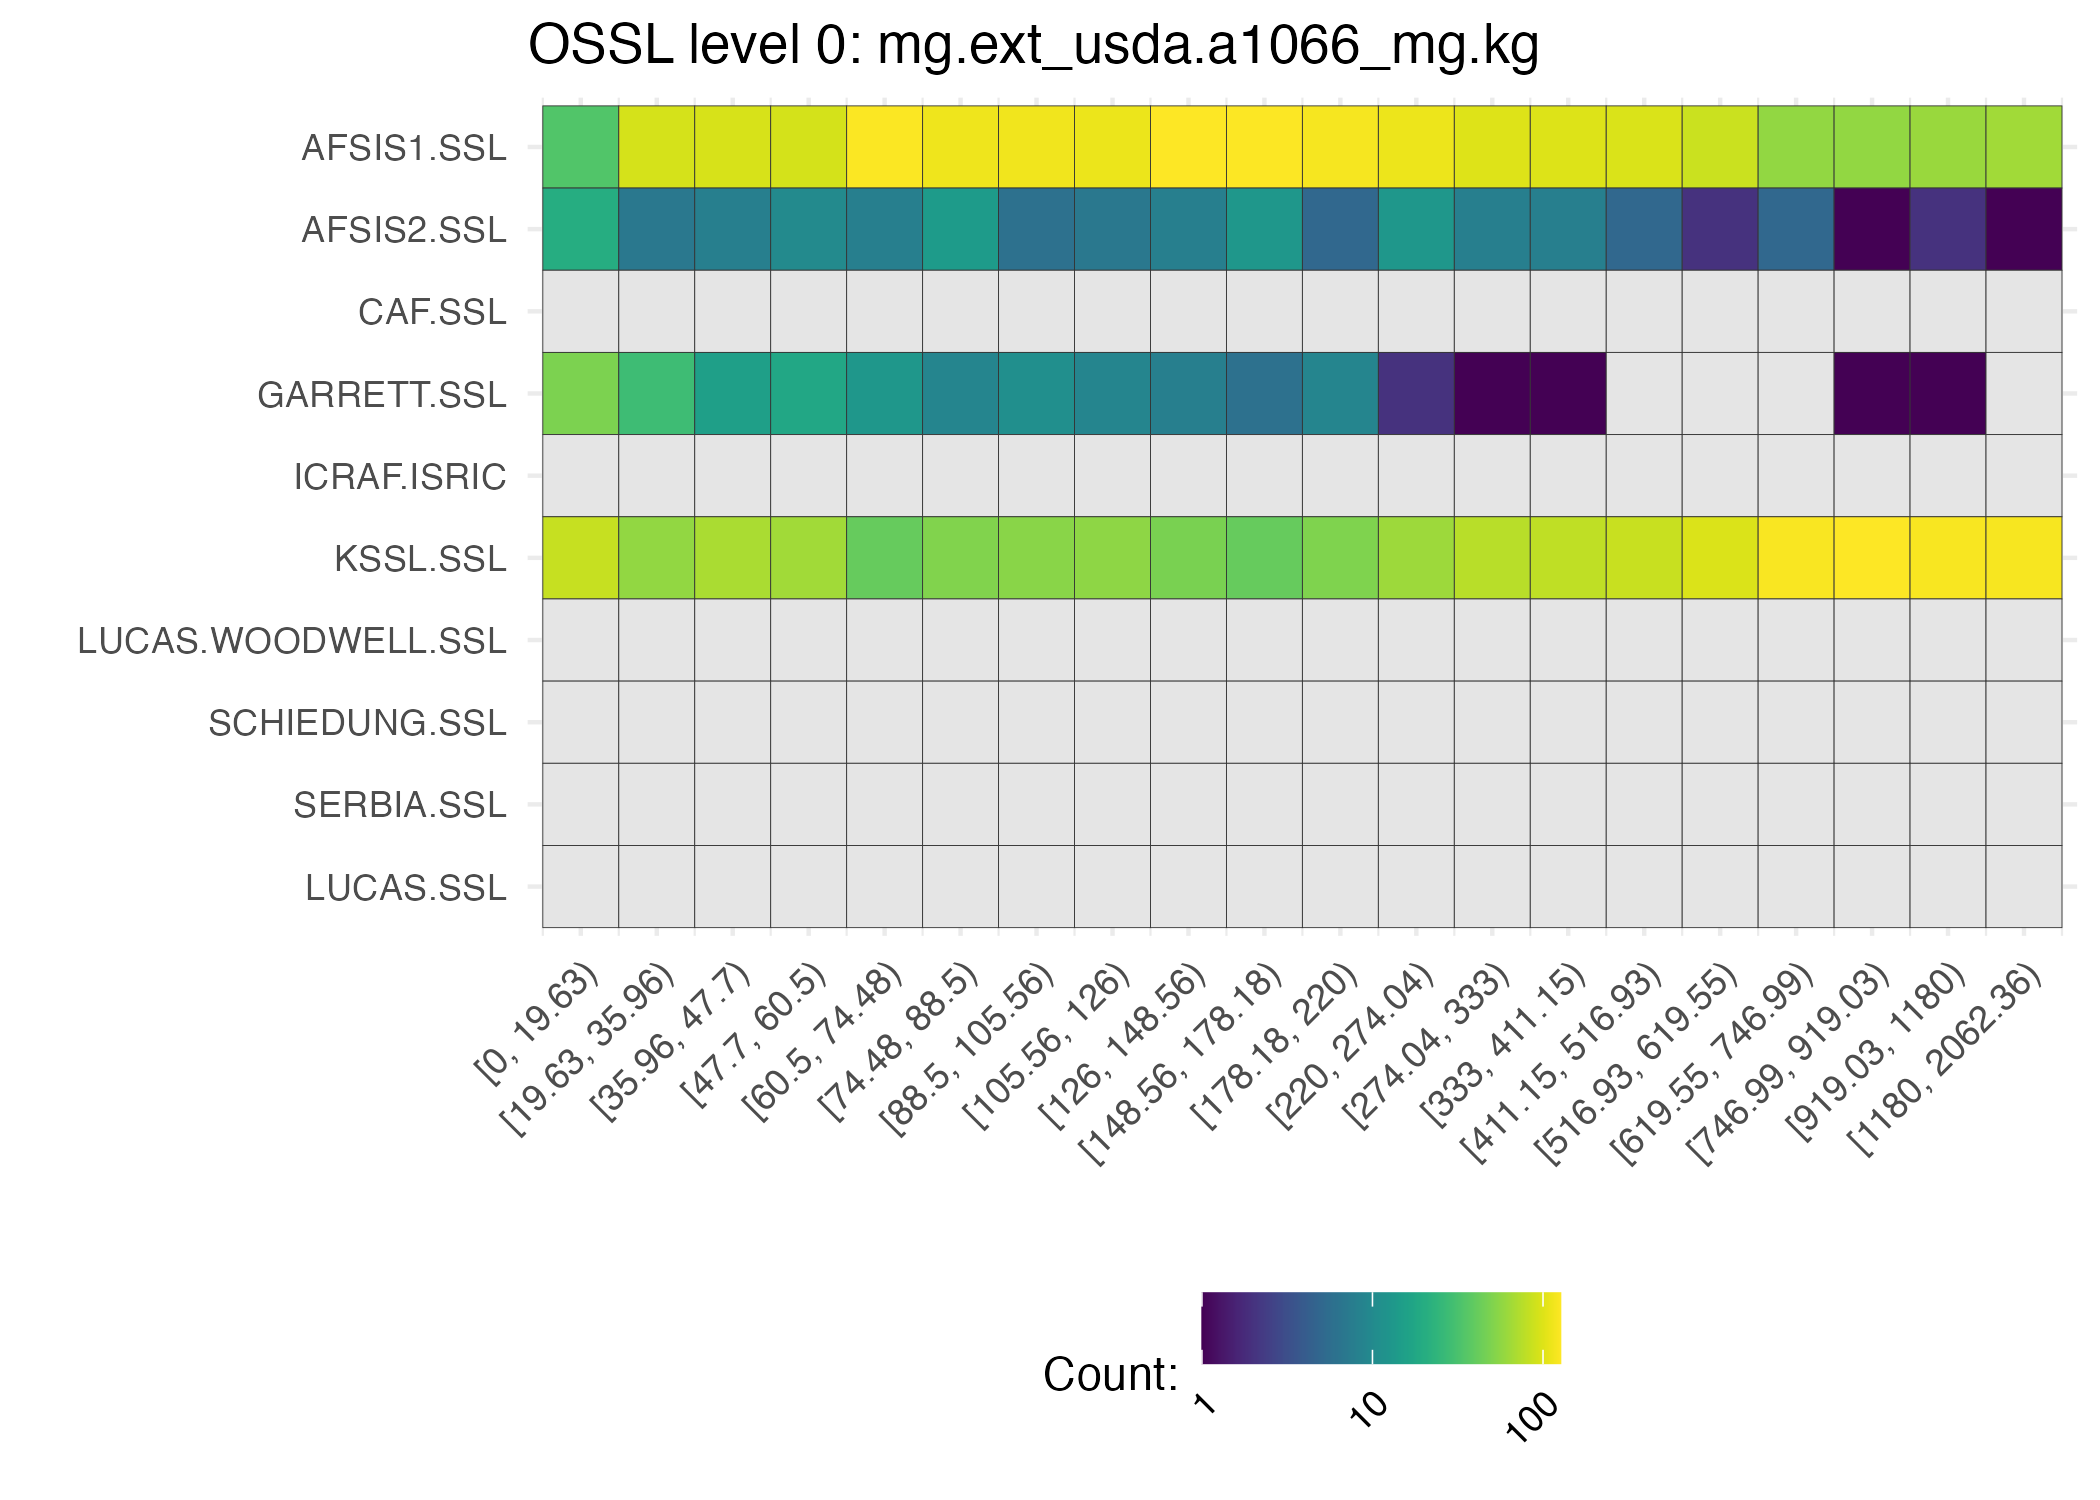 OSSL level 0: mg.ext_usda.a1066_mg.kg
AFSIS1.SSL
AFSIS2.SSL
CAF.SSL
GARRETT.SSL
ICRAF.ISRIC
KSSL.SSL
LUCAS.WOODWELL.SSL
SCHIEDUNG.SSL
SERBIA.SSL
LUCAS.SSL
[0, 19.63)
[19.63, 35.96)
[35.96, 47.7)
[47.7, 60.5)
[60.5, 74.48)
[74.48, 88.5)
[88.5, 105.56)
[105.56, 126)
[126, 148.56)
[148.56, 178.18)
[178.18, 220)
[220, 274.04)
[274.04, 333)
[333, 411.15)
[411.15, 516.93)
[516.93, 619.55)
[619.55, 746.99)
[746.99, 919.03)
[919.03, 1180)
[1180, 2062.36)
Count:
1
10
100